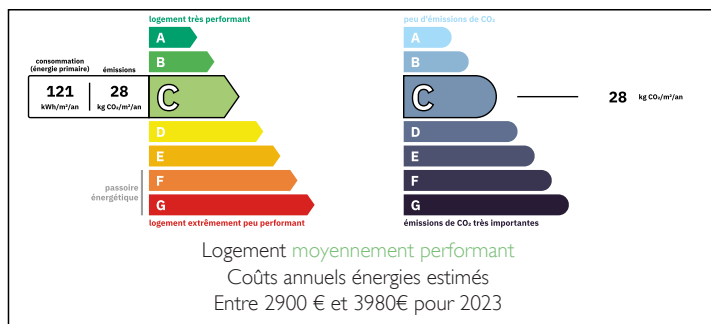 logement très performant
A
B
consommation
(énergie primaire)
émissions
121
kWh/m²/an
28
kg CO₂/m²/an
C
D
E
F
G
passoire
énergétique
logement extrêmement peu performant
peu d'émissions de CO₂
A
B
C
28 kg CO₂/m²/an
D
E
F
G
émissions de CO₂ très importantes
Logement moyennement performant
Coûts annuels énergies estimés
Entre 2900 € et 3980€ pour 2023